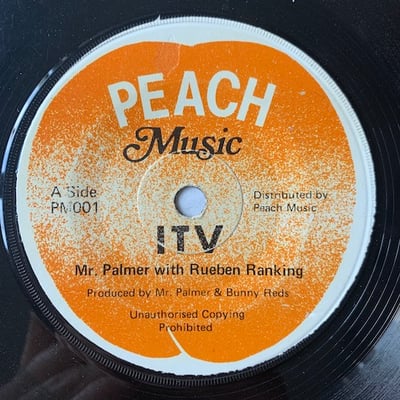 PEACH
Music
A Side
PM001
Distributed by
Peach Music
ITV
Mr. Palmer with Rueben Ranking
Produced by Mr. Palmer & Bunny Reds
Unauthorised Copying
Prohibited